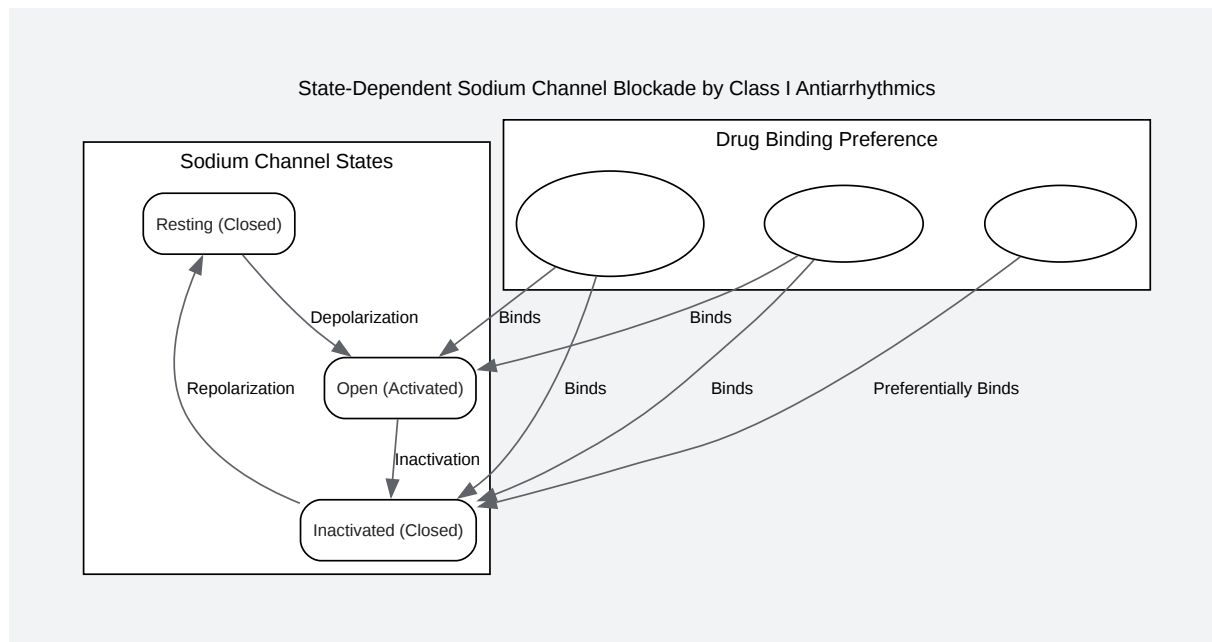 State-Dependent Sodium Channel Blockade by Class I Antiarrhythmics
Drug Binding Preference
Sodium Channel States
Resting (Closed)
Depolarization
Binds
Binds
Open (Activated)
Repolarization
Binds
Binds
Preferentially Binds
Inactivation
Inactivated (Closed)